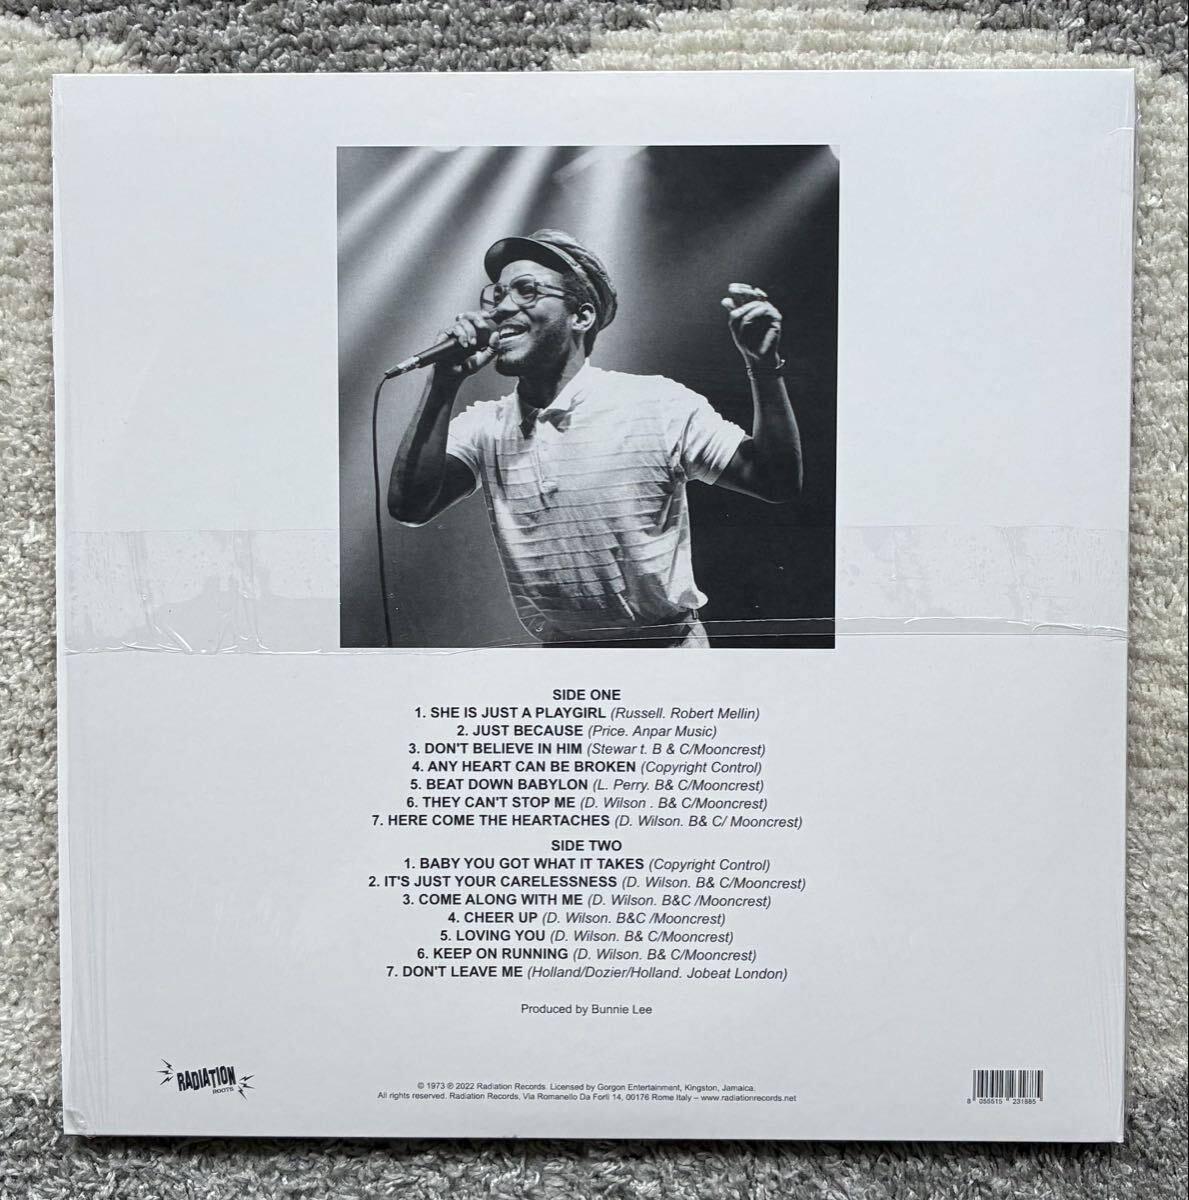 SIDE ONE
1. SHE IS JUST A PLAYGIRL (Russell. Robert Mellin)
2. JUST BECAUSE (Price. Anpar Music)
3. DON'T BELIEVE IN HIM (Stewar t. B & C/Mooncrest)
4. ANY HEART CAN BE BROKEN (Copyright Control)
5. BEAT DOWN BABYLON (L. Perry. B& C/Mooncrest)
6. THEY CAN'T STOP ME (D. Wilson . B& C/Mooncrest)
7. HERE COME THE HEARTACHES (D. Wilson. B& C/ Mooncrest)
SIDE TWO
1. BABY YOU GOT WHAT IT TAKES (Copyright Control)
2. IT'S JUST YOUR CARELESSNESS (D. Wilson. B& C/Mooncrest)
3. COME ALONG WITH ME (D. Wilson. B&C /Mooncrest)
4. CHEER UP (D. Wilson. B&C /Mooncrest)
5. LOVING YOU (D. Wilson. B& C/Mooncrest)
6. KEEP ON RUNNING (D. Wilson. B& C/Mooncrest)
7. DON'T LEAVE ME (Holland/Dozier/Holland. Jobeat London)
Produced by Bunnie Lee
RADIATION
ROOTS
© 1973 ℗ 2022 Radiation Records. Licensed by Gorgon Entertainment, Kingston, Jamaica.
All rights reserved. Radiation Records, Via Romanello Da Forlì 14, 00176 Rome Italy – www.radiationrecords.net
8 055515 231885